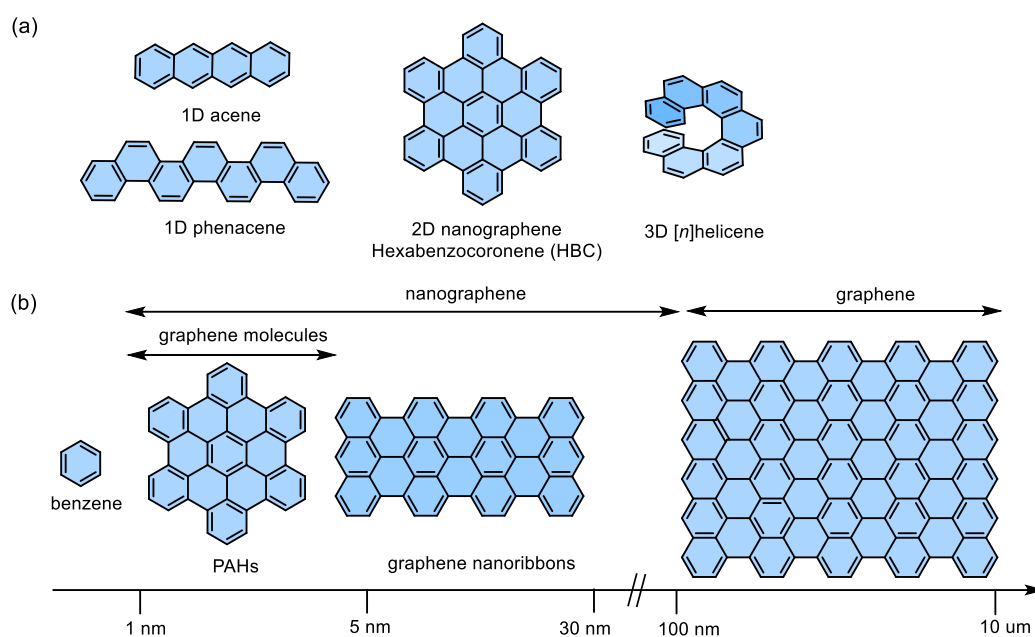 (a)
1D acene
1D phenacene
2D nanographene
Hexabenzocoronene (HBC)
3D [n]helicene
(b)
nanographene
graphene
graphene molecules
benzene
PAHs
graphene nanoribbons
1 nm
5 nm
30 nm
100 nm
10 um